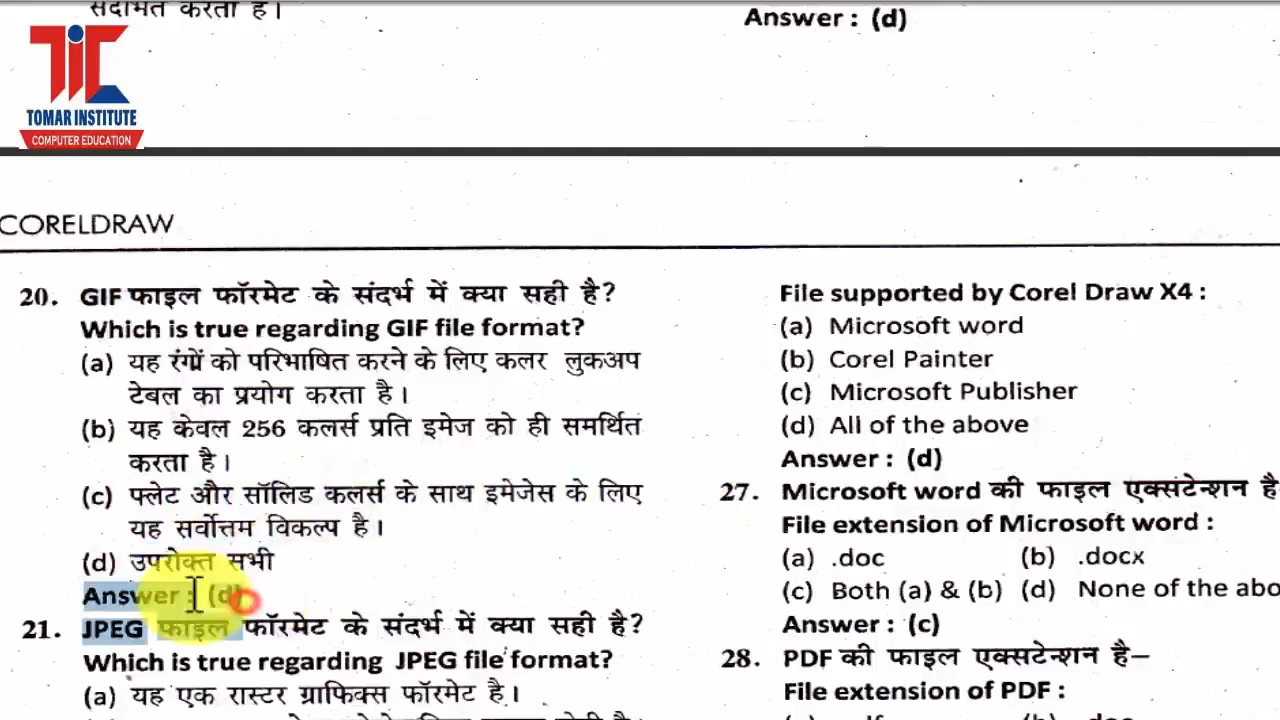 संदर्भित करता है।
Answer : (d)
TOMAR INSTITUTE
COMPUTER EDUCATION
CORELDRAW
20. GIF फाइल फॉरमेट के संदर्भ में क्या सही है?
Which is true regarding GIF file format?
(a) यह रंगों को परिभाषित करने के लिए कलर लुकअप
टेबल का प्रयोग करता है।
(b) यह केवल 256 कलर्स प्रति इमेज को ही समर्थित
करता है।
(c) फ्लेट और सॉलिड कलर्स के साथ इमेजेस के लिए
यह सर्वोत्तम विकल्प है।
(d) उपरोक्त सभी
Answer : (d)
21. JPEG फाइल फॉरमेट के संदर्भ में क्या सही है?
Which is true regarding JPEG file format?
(a) यह एक रास्टर ग्राफिक्स फॉरमेट है।
File supported by Corel Draw X4 :
(a) Microsoft word
(b) Corel Painter
(c) Microsoft Publisher
(d) All of the above
Answer : (d)
27. Microsoft word की फाइल एक्सटेन्शन है
File extension of Microsoft word :
(a) .doc (b) .docx
(c) Both (a) & (b) (d) None of the abo
Answer : (c)
28. PDF की फाइल एक्सटेन्शन है–
File extension of PDF :